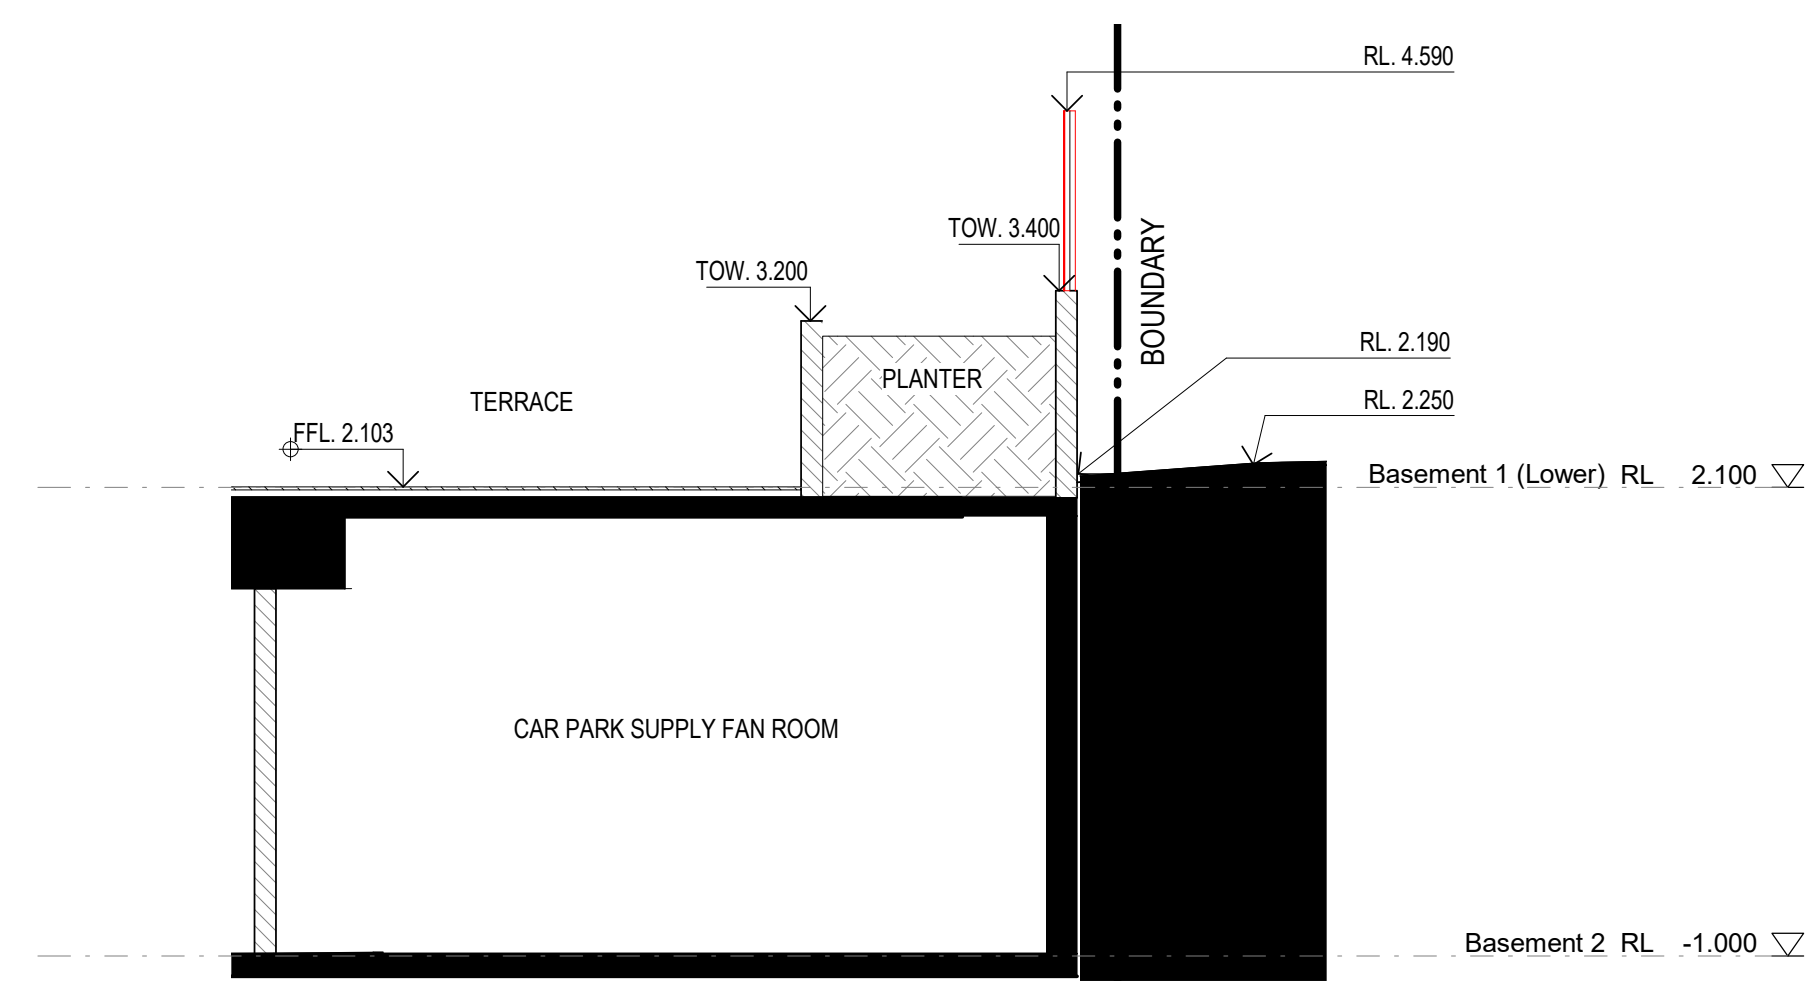 RL. 4.590
TOW. 3.400
BOUNDARY
TOW. 3.200
RL. 2.190
PLANTER
TERRACE
RL. 2.250
FFL. 2.103
Basement 1 (Lower) RL 2.100
CAR PARK SUPPLY FAN ROOM
Basement 2 RL -1.000